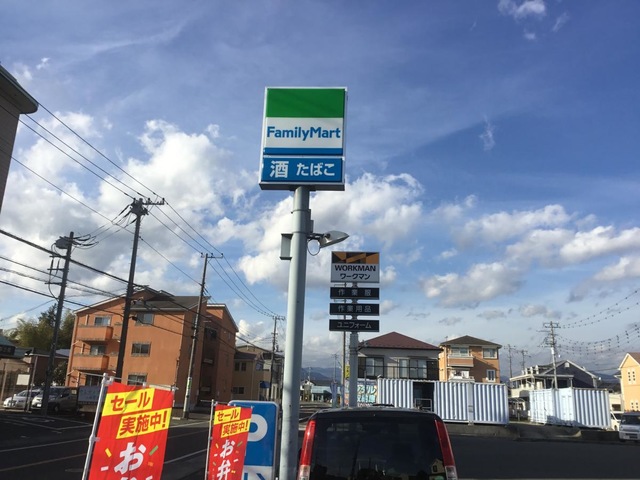 FamilyMart
酒 たばこ
WORKMAN
ワークマン
作業服
作業用品
ユニフォーム
セール
実施中!
お弁
セール
実施中!
お弁
P